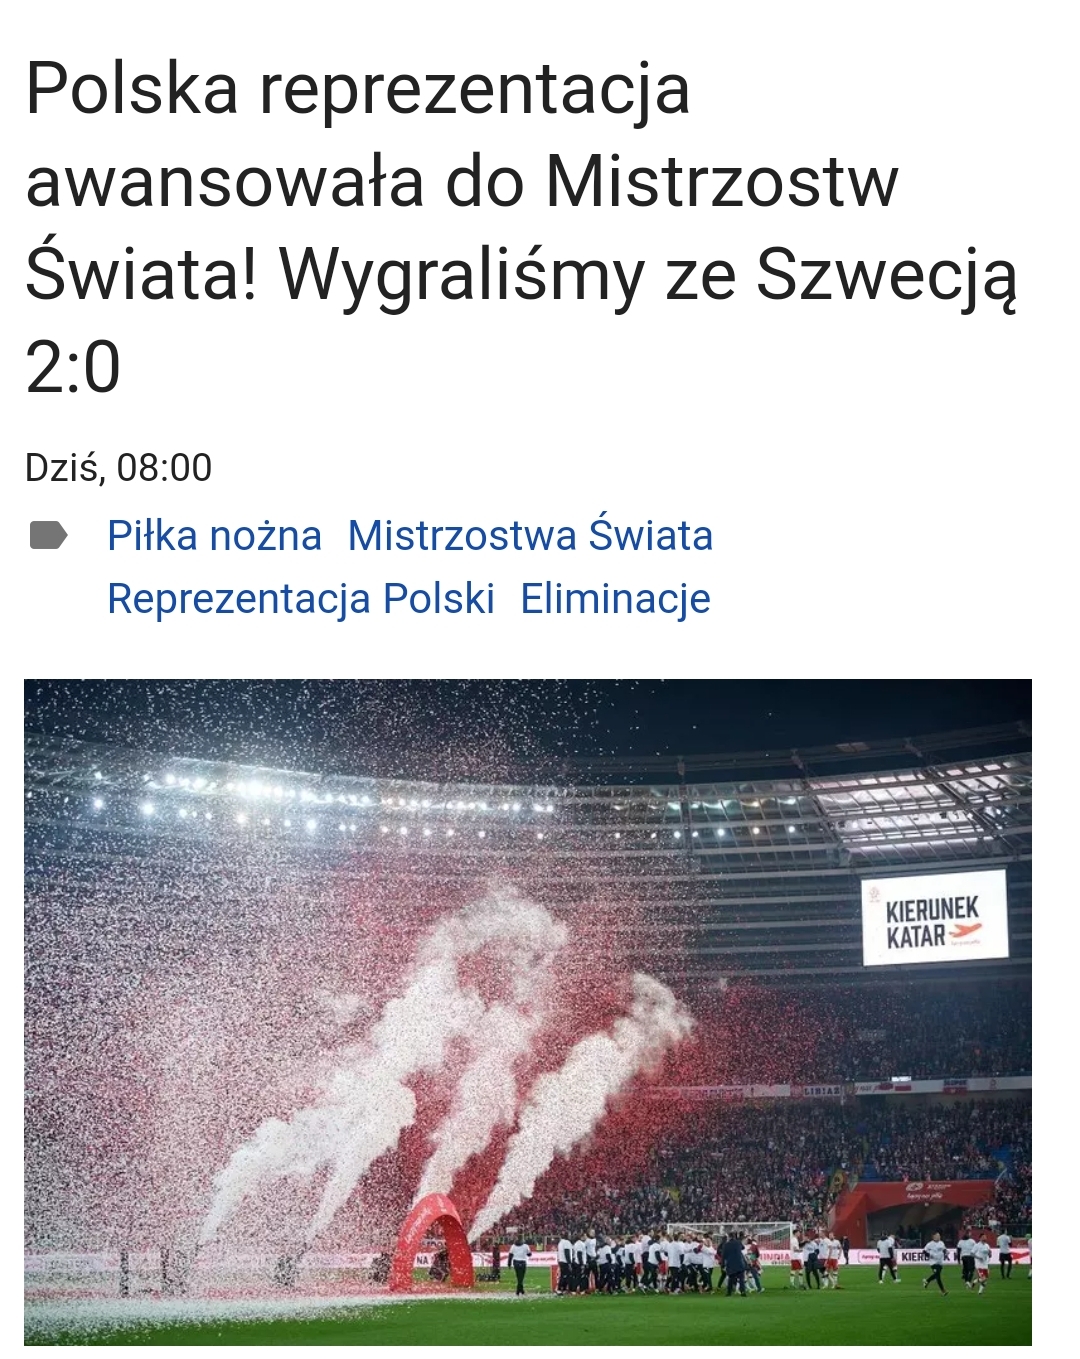 Polska reprezentacja
awansowała do Mistrzostw
Świata! Wygraliśmy ze Szwecją
2:0
Dziś, 08:00
Piłka nożna Mistrzostwa Świata
Reprezentacja Polski Eliminacje
KIERUNEK
KATAR